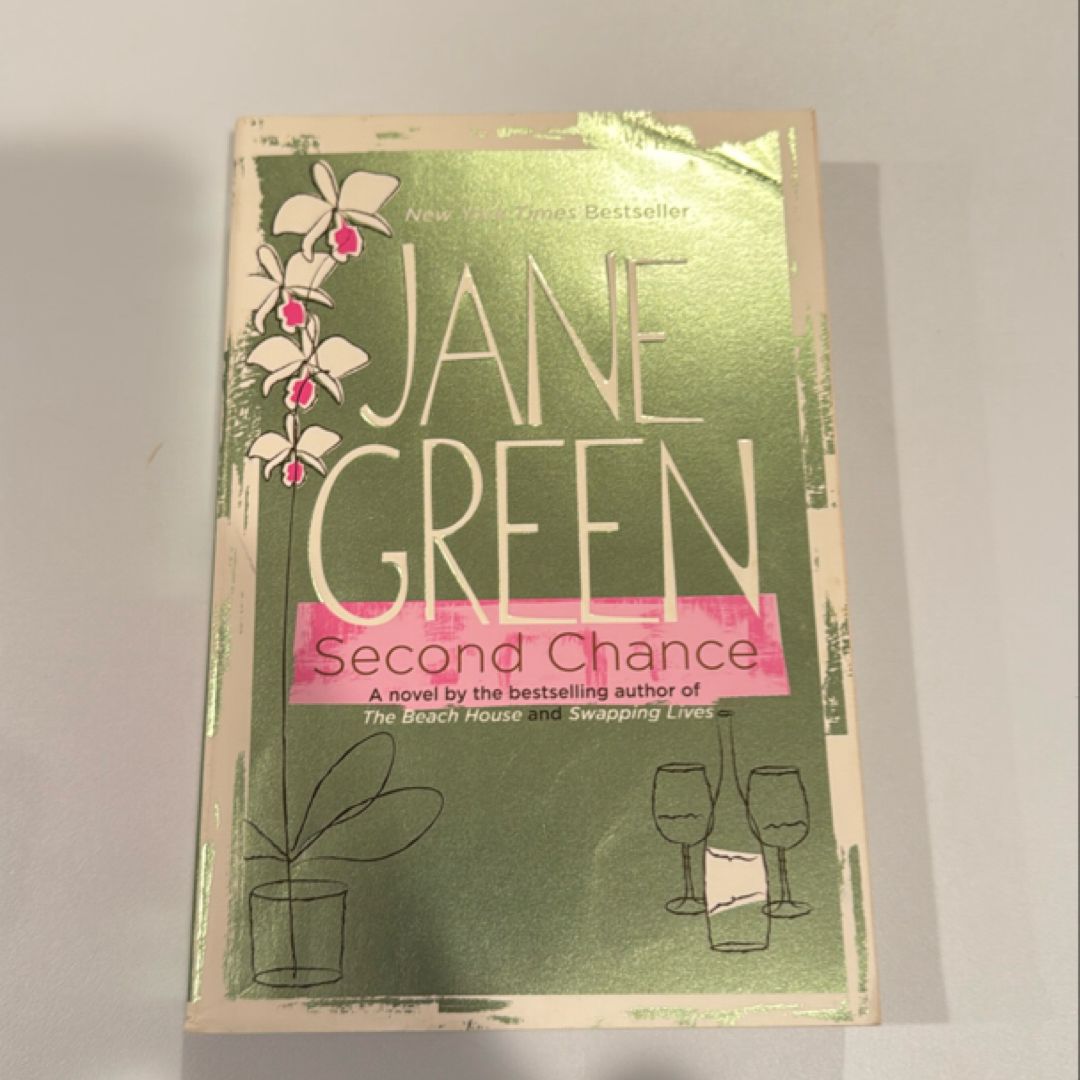 New York Times Bestseller
JANE
GREEN
Second Chance
A novel by the bestselling author of
The Beach House and Swapping Lives